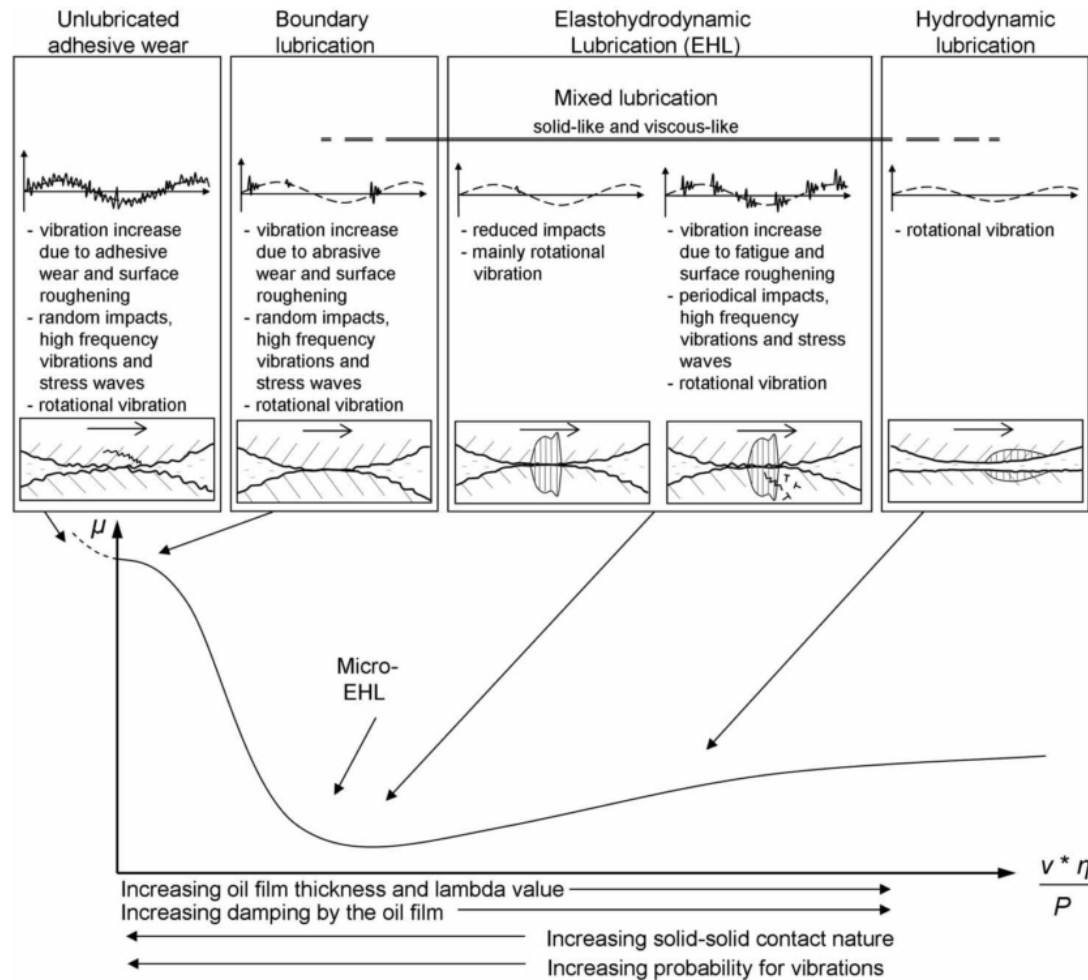 Unlubricated
adhesive wear
Boundary
lubrication
Elastohydrodynamic
Lubrication (EHL)
Hydrodynamic
lubrication
Mixed lubrication
solid-like and viscous-like
- vibration increase
due to adhesive
wear and surface
roughening
- random impacts,
high frequency
vibrations and
stress waves
- rotational vibration
- vibration increase
due to abrasive
wear and surface
roughening
- random impacts,
high frequency
vibrations and
stress waves
- rotational vibration
- reduced impacts
- mainly rotational
vibration
- vibration increase
due to fatigue and
surface roughening
- periodical impacts,
high frequency
vibrations and stress
waves
- rotational vibration
- rotational vibration
μ
Micro-
EHL
v * η
P
Increasing oil film thickness and lambda value
Increasing damping by the oil film
Increasing solid-solid contact nature
Increasing probability for vibrations